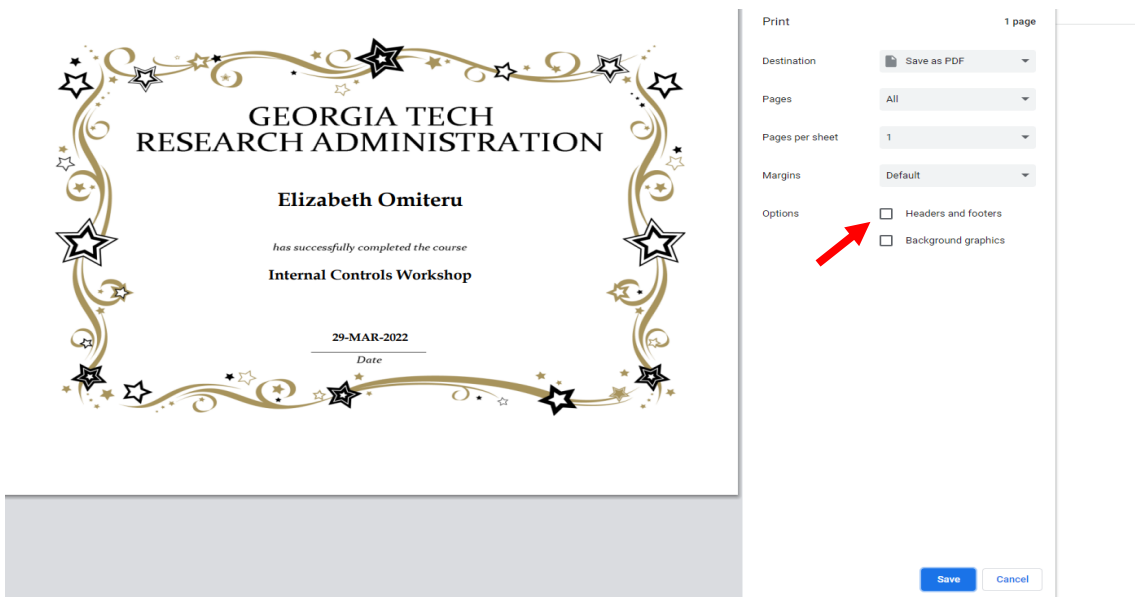 GEORGIA TECH
RESEARCH ADMINISTRATION
Elizabeth Omiteru
has successfully completed the course
Internal Controls Workshop
29-MAR-2022
Date
Print 1 page
Destination Save as PDF
Pages All
Pages per sheet 1
Margins Default
Options Headers and footers
Background graphics
Save Cancel